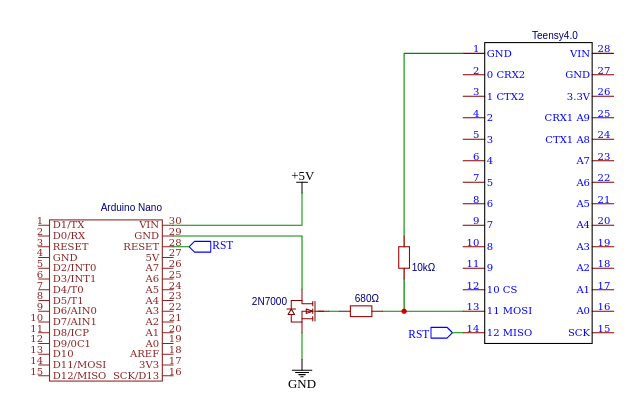 Teensy4.0
1 GND VIN 28
2 0 CRX2 GND 27
3 1 CTX2 3.3V 26
4 2 CRX1 A9 25
5 3 CTX1 A8 24
6 4 A7 23
7 5 A6 22
8 6 A5 21
9 7 A4 20
10 8 A3 19
11 9 A2 18
12 10 CS A1 17
13 11 MOSI A0 16
14 12 MISO SCK 15
RST
+5V
Arduino Nano
1 D1/TX VIN 30
2 D0/RX GND 29
3 RESET RESET 28
4 GND 5V 27
5 D2/INT0 A7 26
6 D3/INT1 A6 25
7 D4/T0 A5 24
8 D5/T1 A4 23
9 D6/AIN0 A3 22
10 D7/AIN1 A2 21
11 D8/ICP A1 20
12 D9/OC1 A0 19
13 D10 AREF 18
14 D11/MOSI 3V3 17
15 D12/MISO SCK/D13 16
RST
10kΩ
2N7000
680Ω
GND